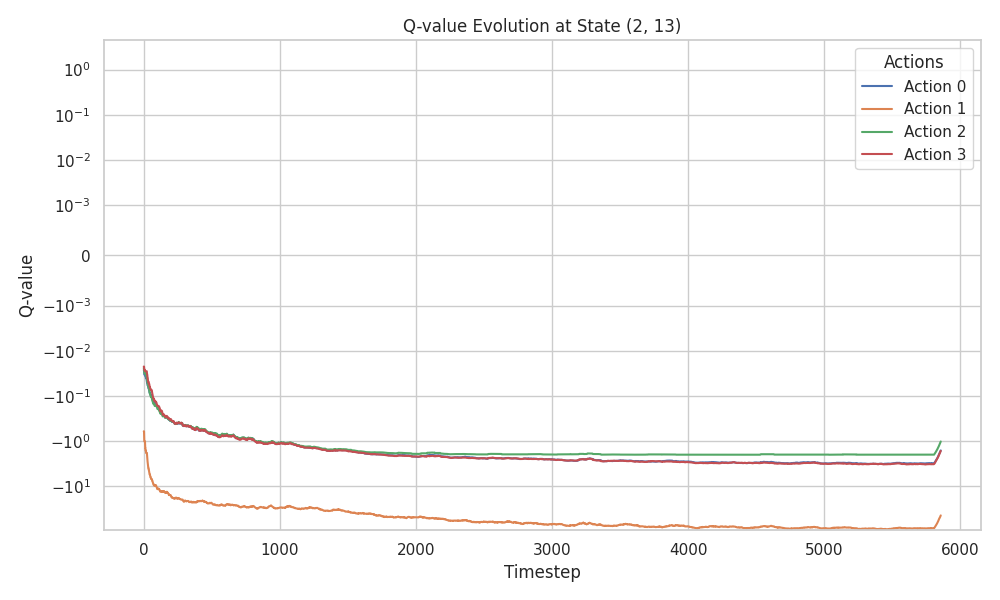 Q-value Evolution at State (2, 13)
Actions
Action 0
Action 1
Action 2
Action 3
Q-value
10⁰
10⁻¹
10⁻²
10⁻³
0
−10⁻³
−10⁻²
−10⁻¹
−10⁰
−10¹
0 1000 2000 3000 4000 5000 6000
Timestep